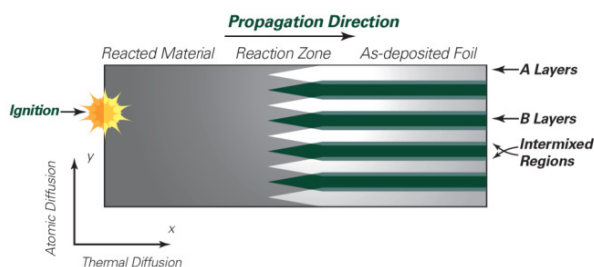 Propagation Direction
Reacted Material
Reaction Zone
As-deposited Foil
A Layers
Ignition
B Layers
Intermixed
Regions
y
Atomic Diffusion
x
Thermal Diffusion